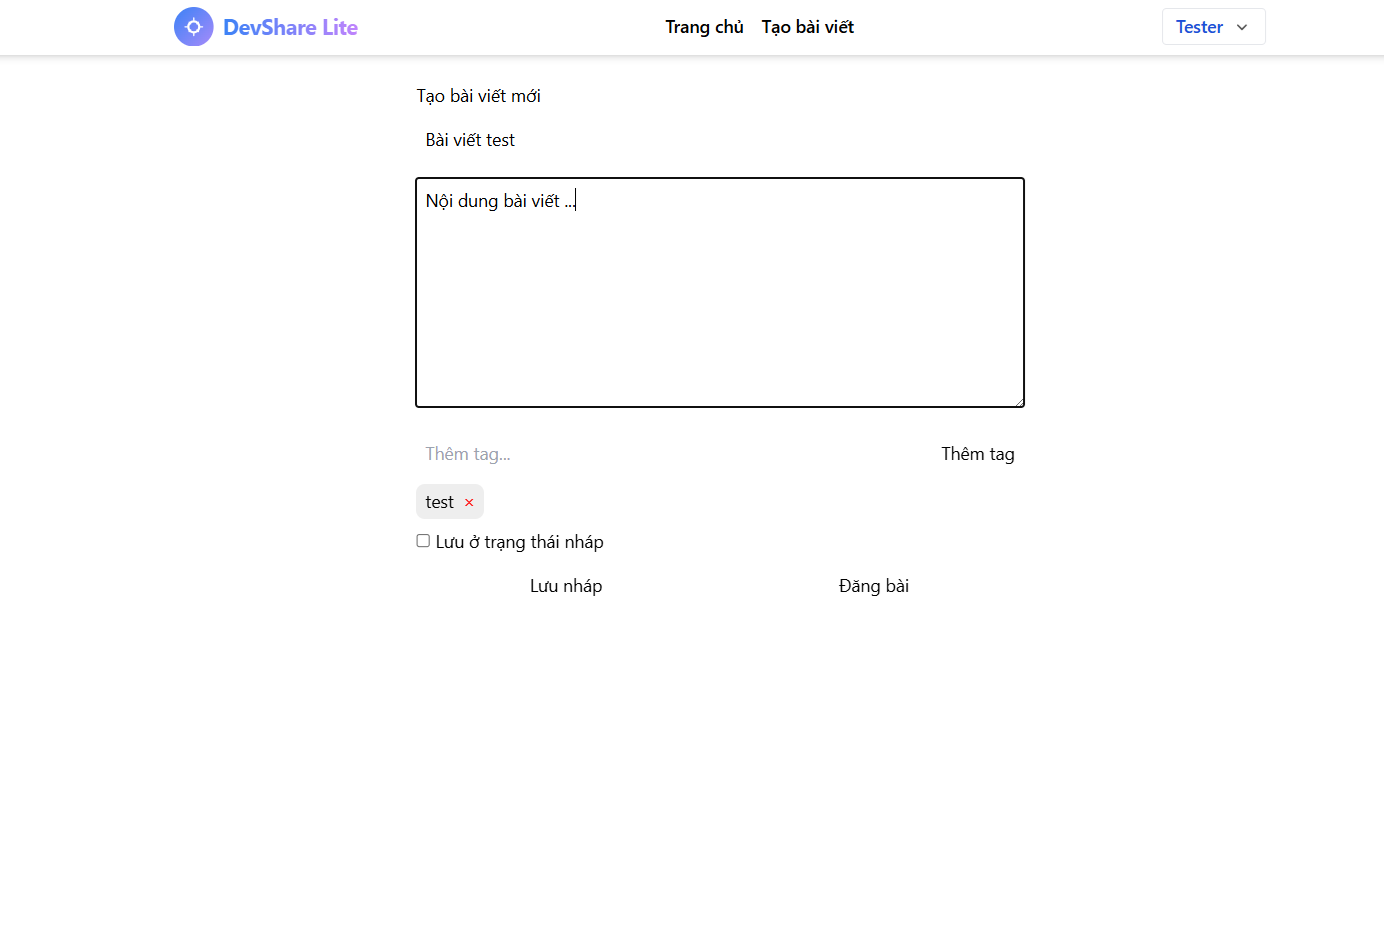 DevShare Lite Trang chủ Tạo bài viết Tester
Tạo bài viết mới
Bài viết test
Nội dung bài viết ...
Thêm tag... Thêm tag
test ×
Lưu ở trạng thái nháp
Lưu nháp Đăng bài